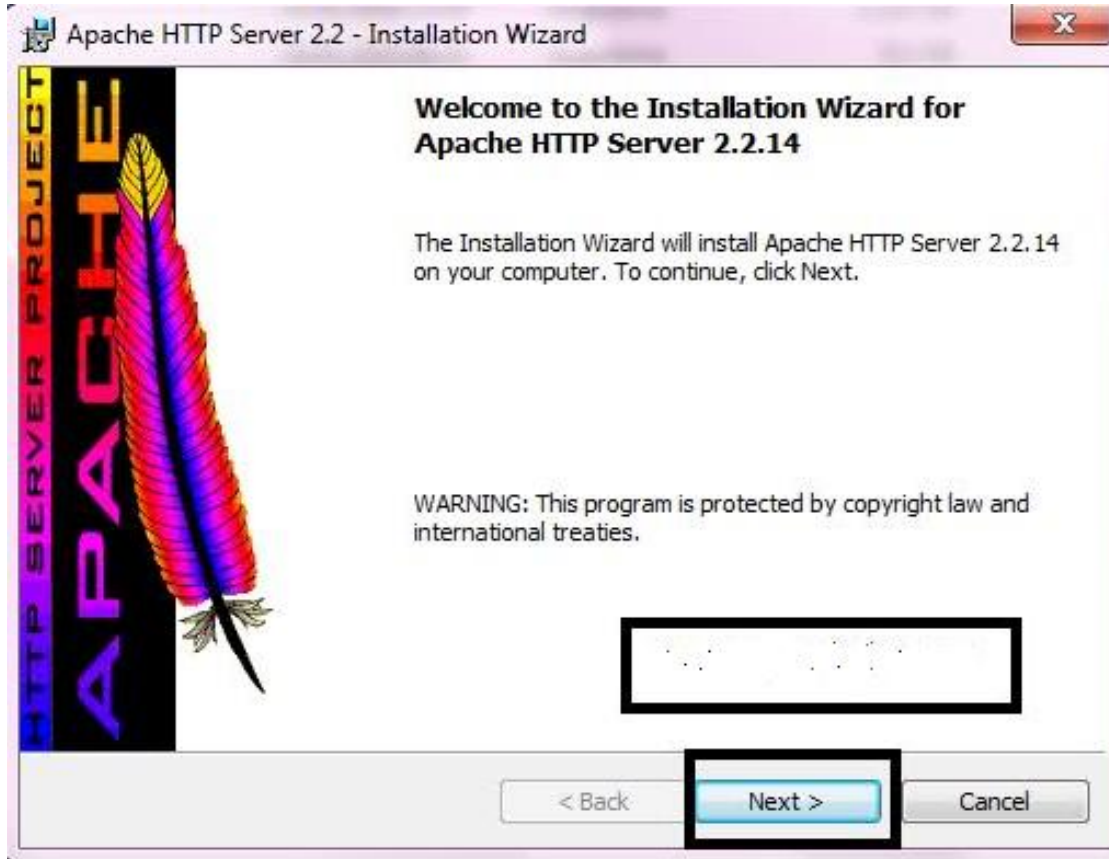 Apache HTTP Server 2.2 - Installation Wizard
X
HTTP SERVER PROJECT
APACHE
Welcome to the Installation Wizard for
Apache HTTP Server 2.2.14
The Installation Wizard will install Apache HTTP Server 2.2.14
on your computer. To continue, click Next.
WARNING: This program is protected by copyright law and
international treaties.
< Back
Next >
Cancel